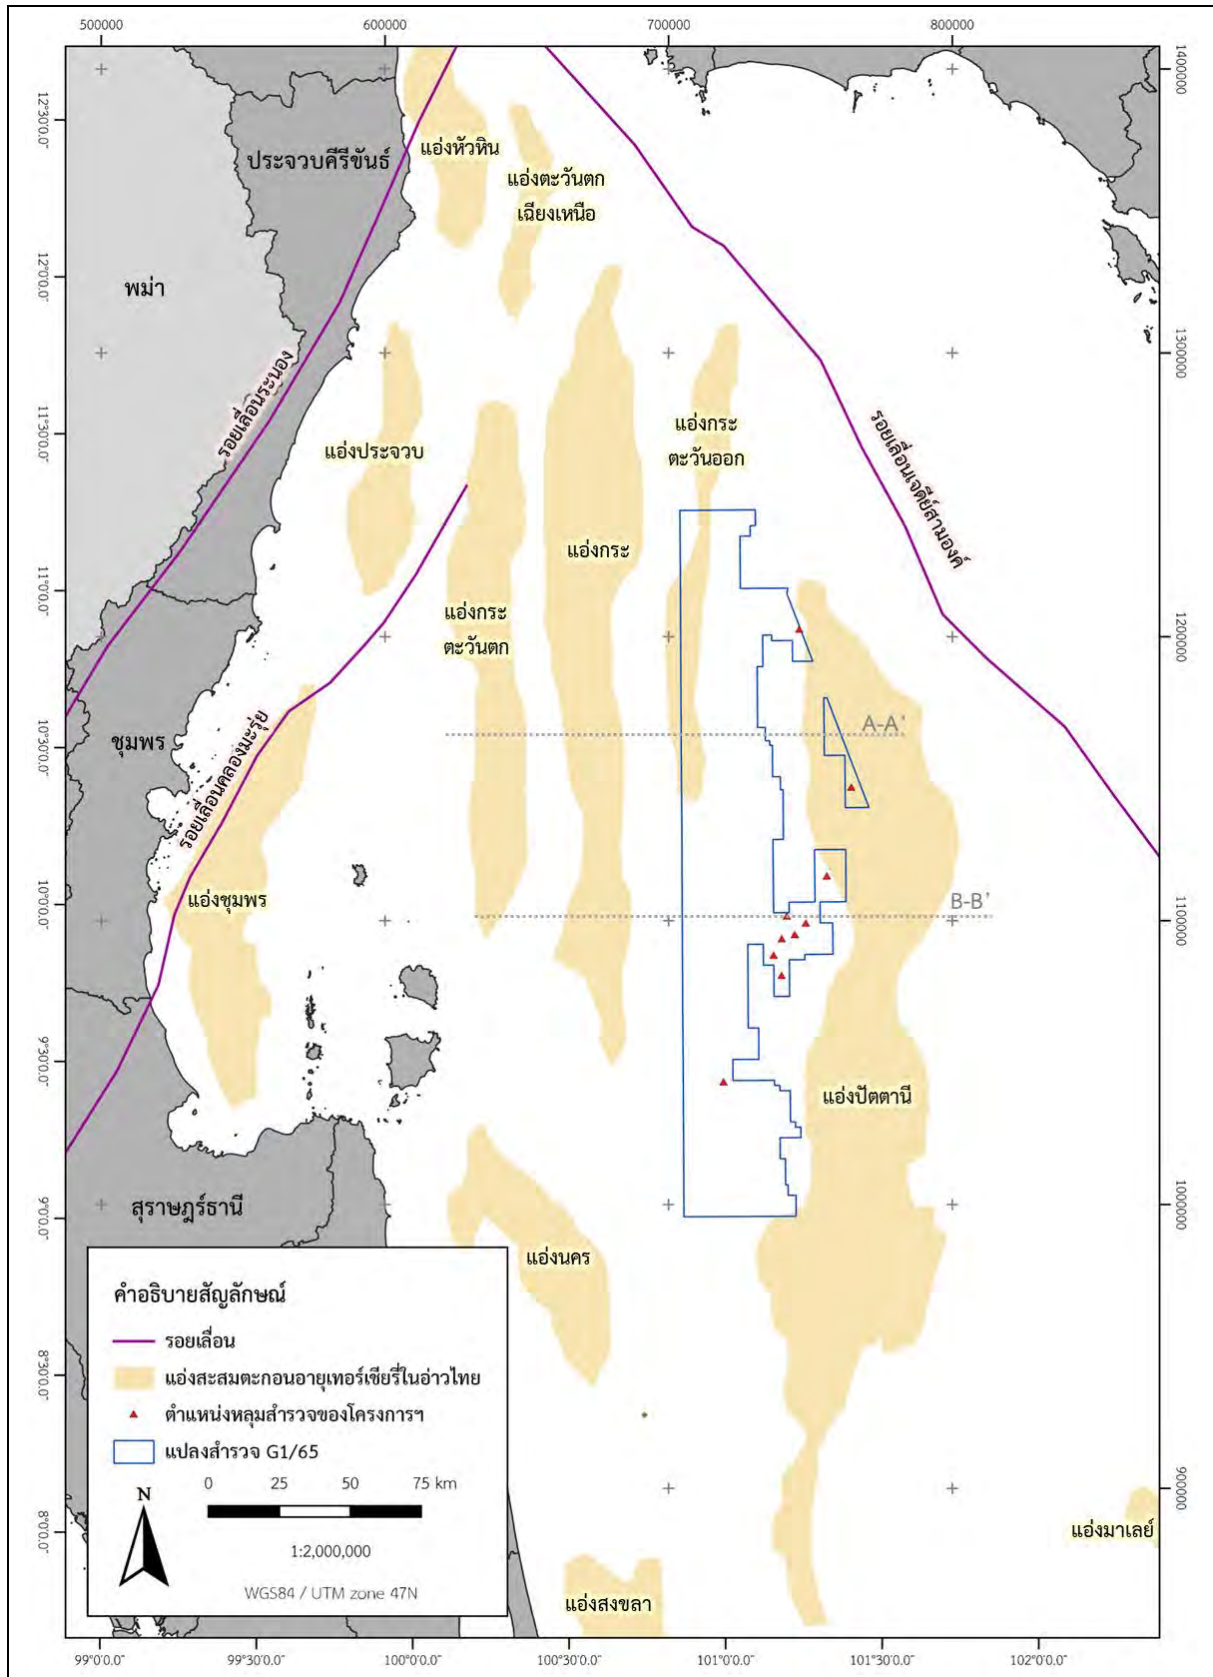 500000
600000
700000
800000
1400000
12°30'0.0"
ประจวบคีรีขันธ์
แอ่งหัวหิน
แอ่งตะวันตก
เฉียงเหนือ
12°0'0.0"
พม่า
1300000
รอยเลื่อนระนอง
11°30'0.0"
แอ่งประจวบ
แอ่งกระ
ตะวันออก
รอยเลื่อนเจดีย์สามองค์
แอ่งกระ
11°0'0.0"
แอ่งกระ
ตะวันตก
1200000
ชุมพร
10°30'0.0"
A-A'
รอยเลื่อนคลองมะรุ่ย
แอ่งชุมพร
10°0'0.0"
B-B'
1100000
9°30'0.0"
แอ่งปัตตานี
สุราษฎร์ธานี
9°0'0.0"
1000000
แอ่งนคร
คำอธิบายสัญลักษณ์
รอยเลื่อน
แอ่งสะสมตะกอนอายุเทอร์เชียรี่ในอ่าวไทย
ตำแหน่งหลุมสำรวจของโครงการฯ
แปลงสำรวจ G1/65
8°30'0.0"
0 25 50 75 km
N
1:2,000,000
WGS84 / UTM zone 47N
900000
8°0'0.0"
แอ่งมาเลย์
แอ่งสงขลา
99°0'0.0"
99°30'0.0"
100°0'0.0"
100°30'0.0"
101°0'0.0"
101°30'0.0"
102°0'0.0"